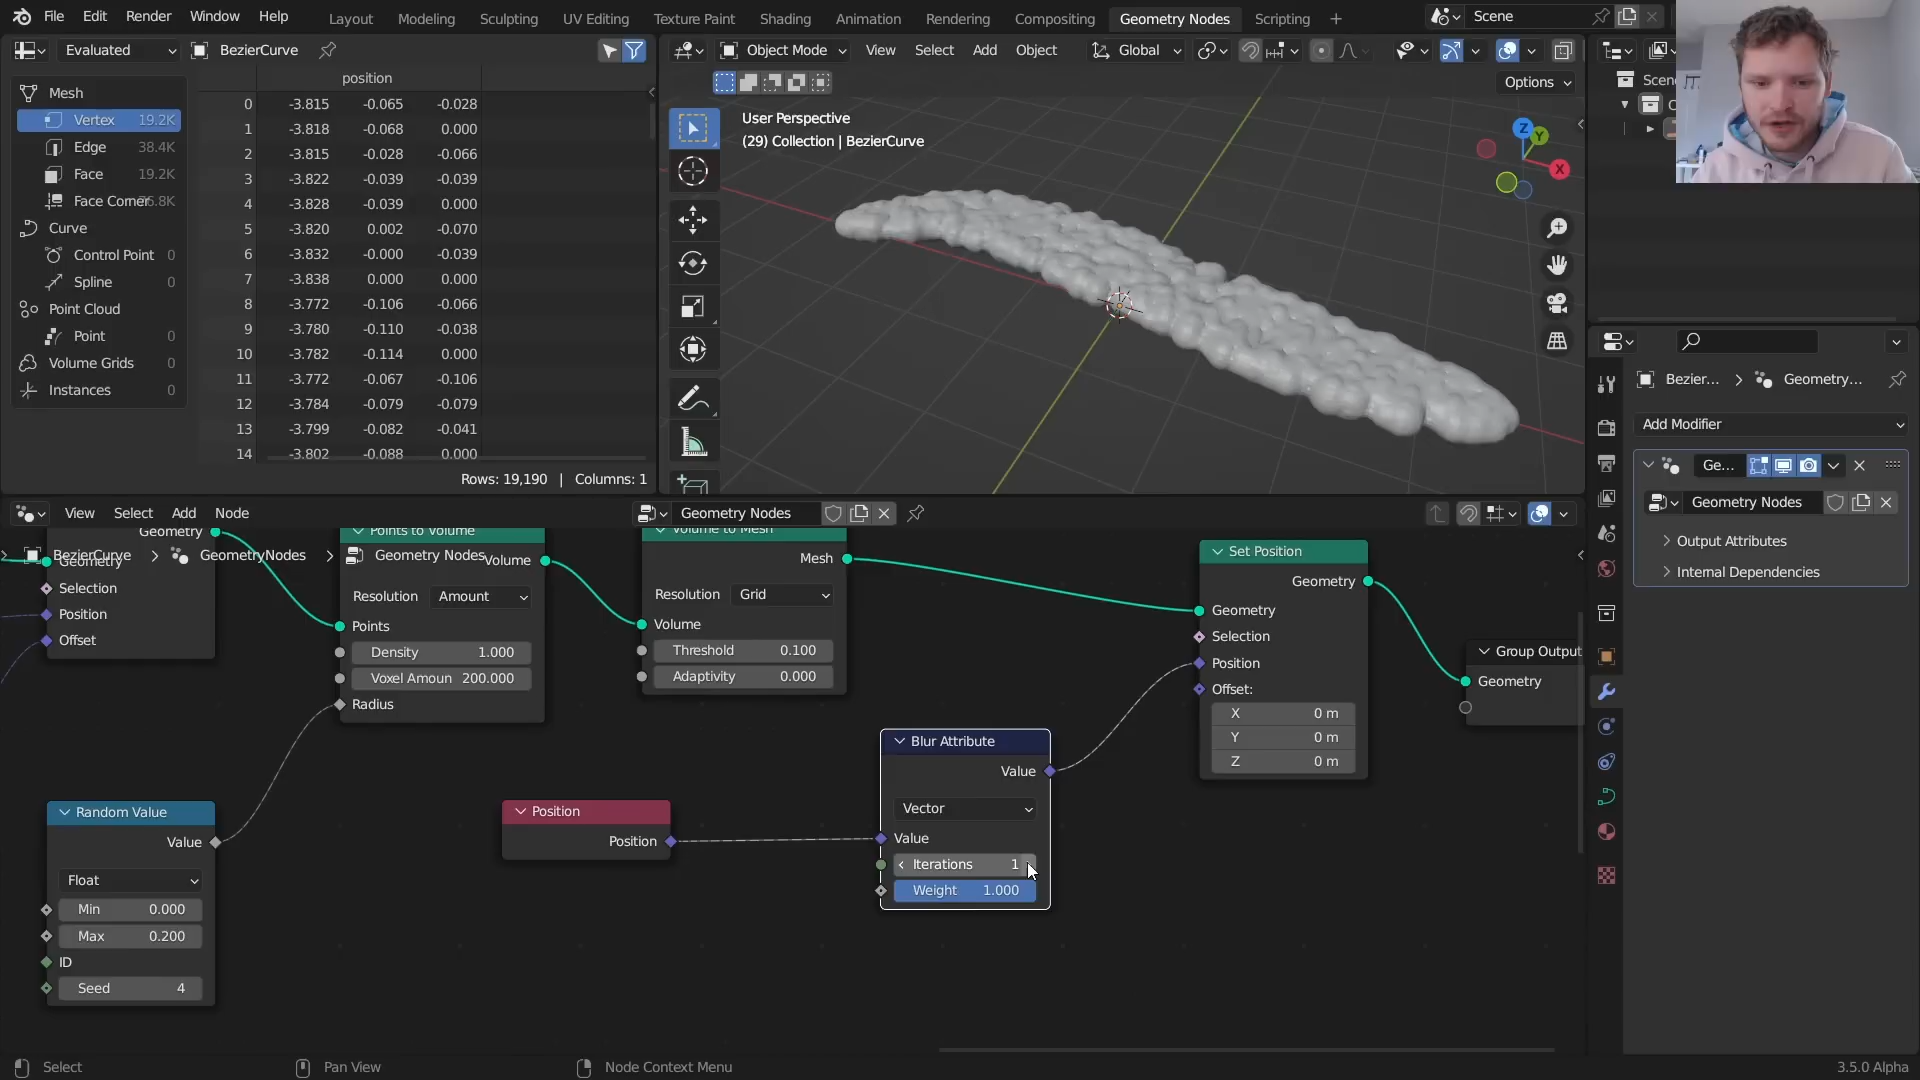 File Edit Render Window Help Layout Modeling Sculpting UV Editing Texture Paint Shading Animation Rendering Compositing Geometry Nodes Scripting + Scene
Evaluated BezierCurve
Object Mode View Select Add Object Global
Options
position
Mesh
Vertex 19.2K
Edge 38.4K
Face 19.2K
Face Corner
Curve
Control Point 0
Spline 0
Point Cloud
Point 0
Volume Grids 0
Instances 0
0 -3.815 -0.065 -0.028
1 -3.818 -0.068 0.000
2 -3.815 -0.028 -0.066
3 -3.822 -0.039 -0.039
4 -3.828 -0.039 0.000
5 -3.820 0.002 -0.070
6 -3.832 -0.000 -0.039
7 -3.838 0.000 0.000
8 -3.772 -0.106 -0.066
9 -3.780 -0.110 -0.038
10 -3.782 -0.114 0.000
11 -3.772 -0.067 -0.106
12 -3.784 -0.079 -0.079
13 -3.799 -0.082 -0.041
14 -3.802 -0.088 0.000
Rows: 19,190 | Columns: 1
User Perspective
(29) Collection | BezierCurve
Z
Y
X
Bezier... > Geometry...
Add Modifier
Ge...
Geometry Nodes
Output Attributes
Internal Dependencies
View Select Add Node Geometry Nodes
BezierCurve > GeometryNodes > Geometry Nodes
Geometry
Geometry
Selection
Position
Offset
Points to Volume
Volume
Resolution Amount
Points
Density 1.000
Voxel Amoun 200.000
Radius
Volume to Mesh
Mesh
Resolution Grid
Volume
Threshold 0.100
Adaptivity 0.000
Set Position
Geometry
Geometry
Selection
Position
Offset:
X 0 m
Y 0 m
Z 0 m
Group Output
Geometry
Blur Attribute
Value
Vector
Value
Iterations 1
Weight 1.000
Position
Position
Random Value
Value
Float
Min 0.000
Max 0.200
ID
Seed 4
Select Pan View Node Context Menu 3.5.0 Alpha